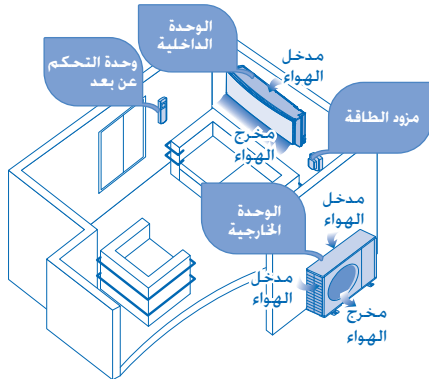 الوحدة
الداخلية
مدخل
الهواء
وحدة التحكم
عن بعد
مزود الطاقة
مخرج
الهواء
الوحدة
الخارجية
مدخل
الهواء
مدخل
الهواء
مخرج
الهواء